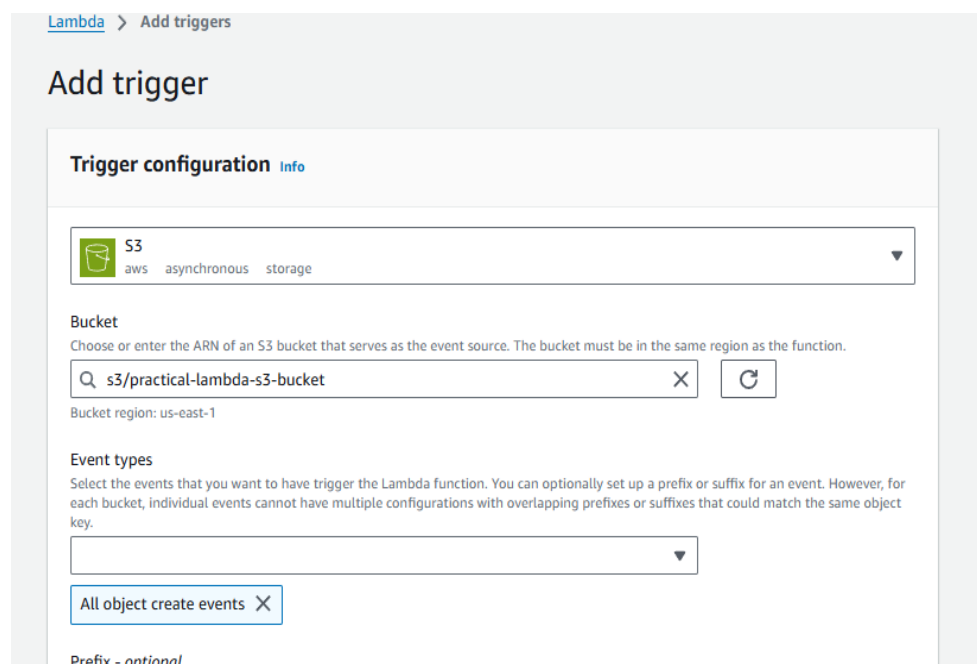 Lambda > Add triggers
Add trigger
Trigger configuration Info
S3
aws asynchronous storage
Bucket
Choose or enter the ARN of an S3 bucket that serves as the event source. The bucket must be in the same region as the function.
s3/practical-lambda-s3-bucket
Bucket region: us-east-1
Event types
Select the events that you want to have trigger the Lambda function. You can optionally set up a prefix or suffix for an event. However, for
each bucket, individual events cannot have multiple configurations with overlapping prefixes or suffixes that could match the same object
key.
All object create events
Prefix - optional